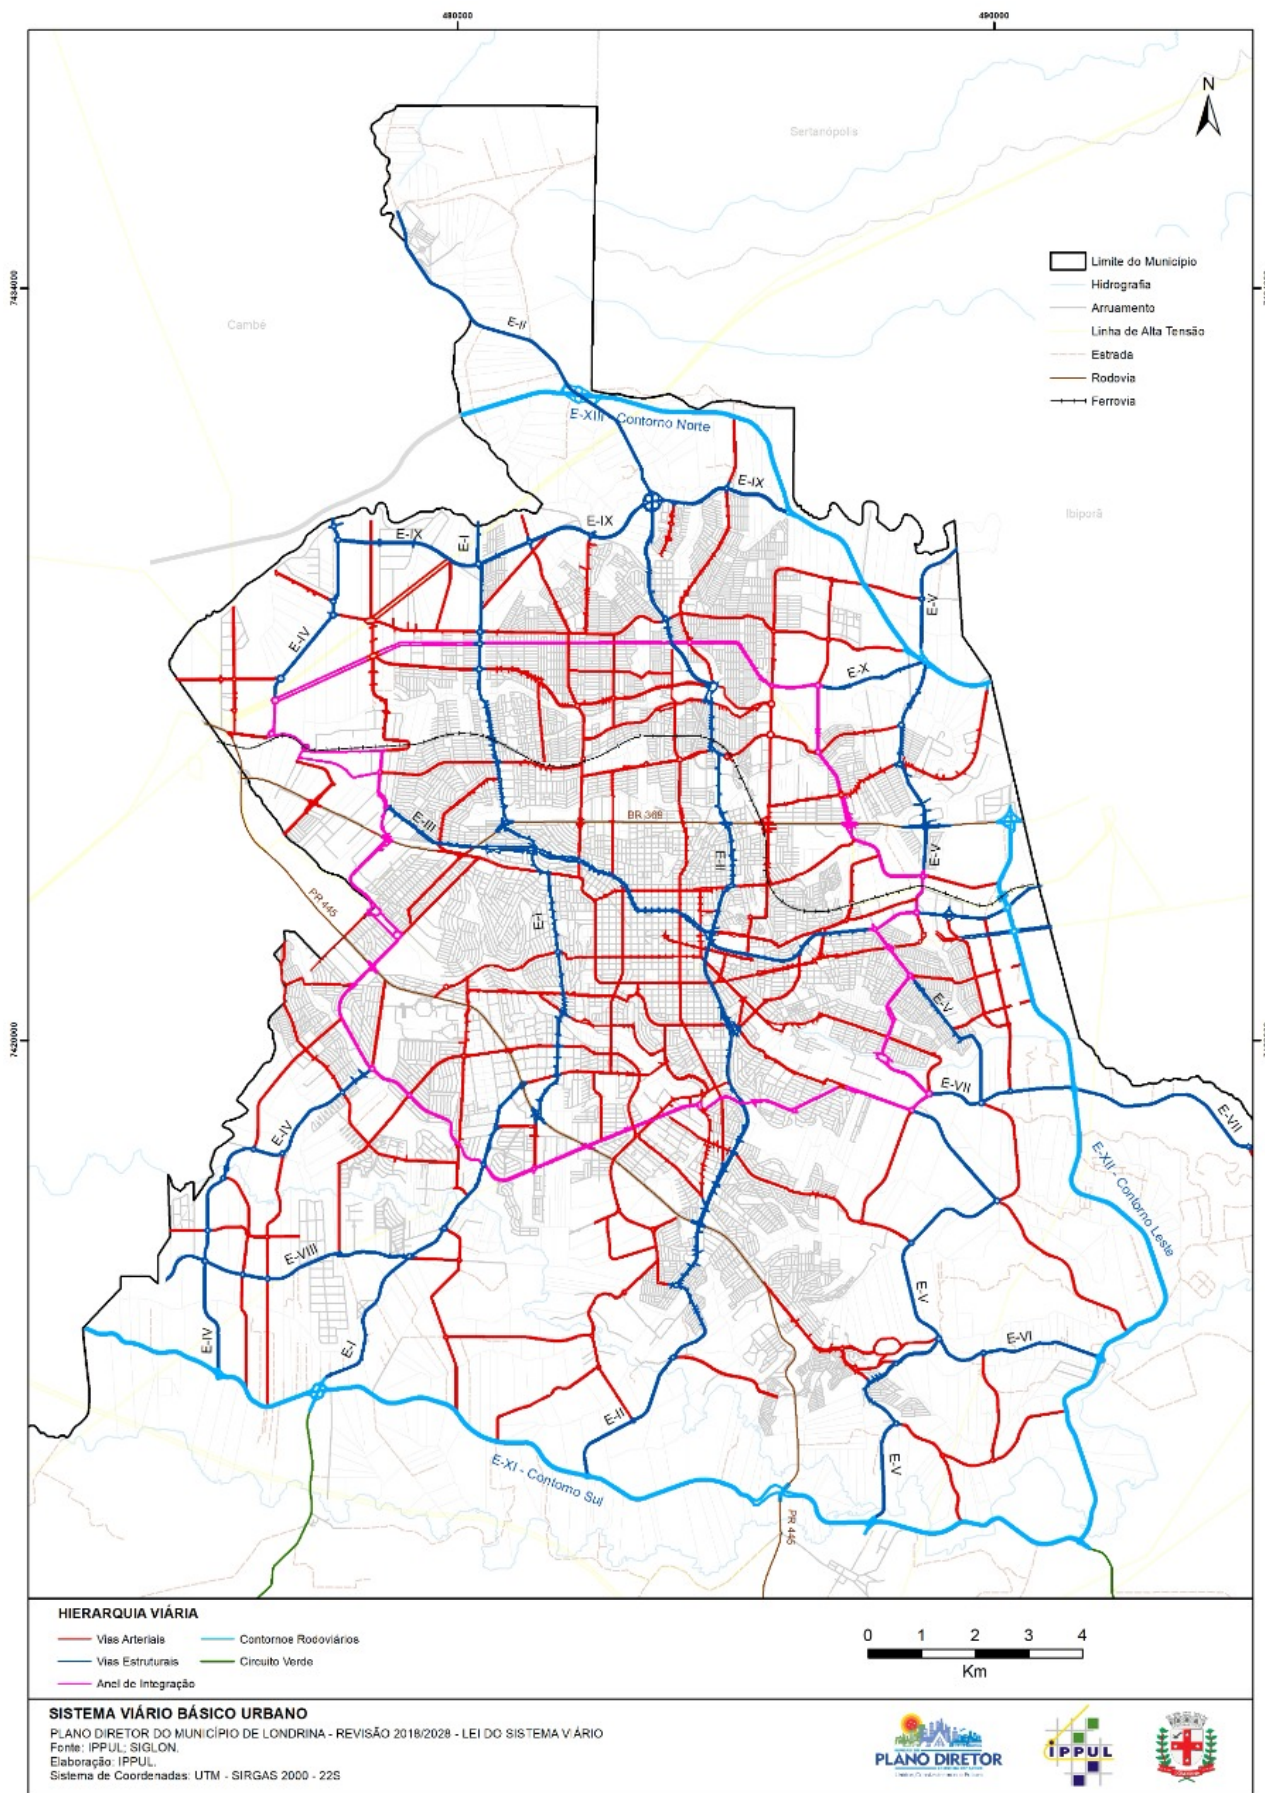 480000
490000
N
Sertanópolis
7434000
Limite do Município
Hidrografia
Arruamento
Linha de Alta Tensão
Estrada
Rodovia
Ferrovia
Cambé
E-II
E-XIII - Contorno Norte
E-IX
Ibiporã
E-IX
E-IX
E-I
E-V
E-IV
E-X
BR 369
E-III
E-II
E-V
PR 445
E-I
E-V
7420000
E-VII
E-VII
E-IV
E-XII - Contorno Leste
E-VIII
E-V
E-IV
E-I
E-VI
E-II
E-V
E-XI - Contorno Sul
PR 445
HIERARQUIA VIÁRIA
Vias Arteriais
Contornos Rodoviários
Vias Estruturais
Circuito Verde
Anel de Integração
0 1 2 3 4
Km
SISTEMA VIÁRIO BÁSICO URBANO
PLANO DIRETOR DO MUNICÍPIO DE LONDRINA - REVISÃO 2018/2028 - LEI DO SISTEMA VIÁRIO
Fonte: IPPUL; SIGLON.
Elaboração: IPPUL.
Sistema de Coordenadas: UTM - SIRGAS 2000 - 22S
PLANO DIRETOR
IPPUL